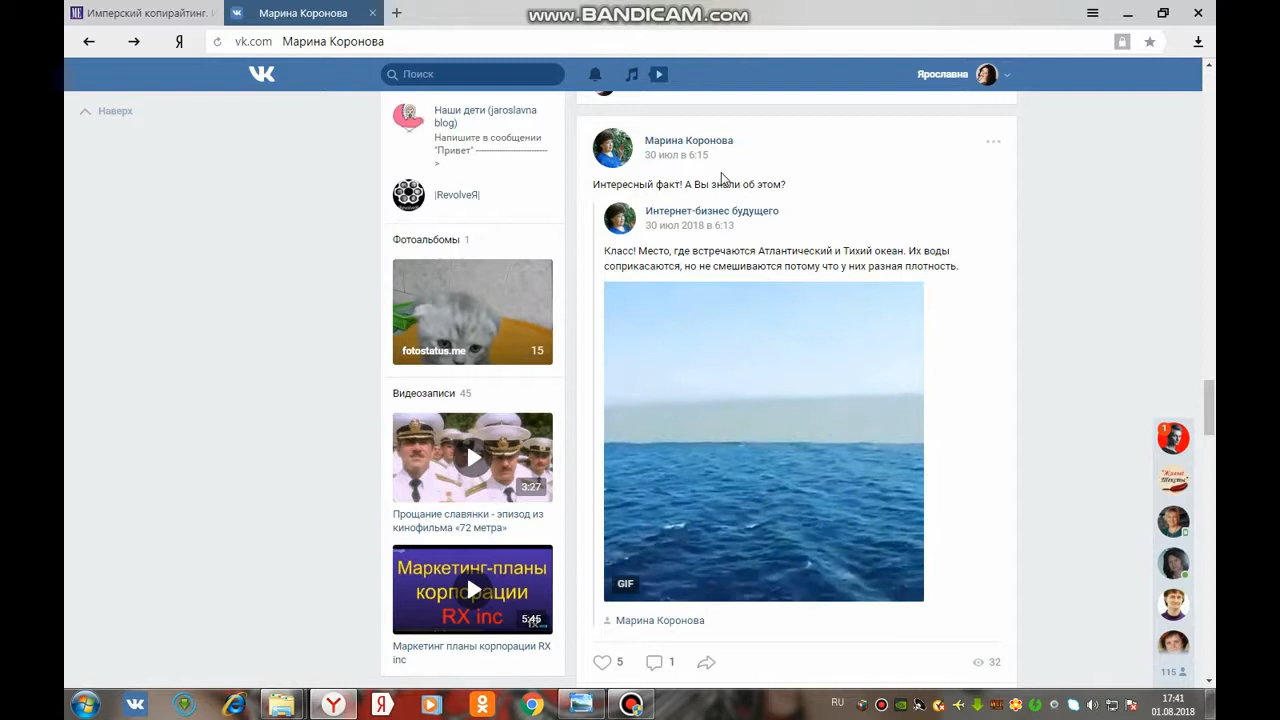 Имперский копирайтинг.
Марина Коронова
www.BANDICAM.com
Я
vk.com Марина Коронова
Поиск
Ярославна
Наверх
Наши дети (jaroslavna
blog)
Напишите в сообщении
"Привет" ----------------------
>
|RevolveЯ|
Фотоальбомы 1
fotostatus.me 15
Видеозаписи 45
3:27
Прощание славянки - эпизод из
кинофильма «72 метра»
Маркетинг-планы
корпорации
RX inc
5:45
Маркетинг планы корпорации RX
inc
Марина Коронова
30 июл в 6:15
Интересный факт! А Вы знали об этом?
Интернет-бизнес будущего
30 июл 2018 в 6:13
Класс! Место, где встречаются Атлантический и Тихий океан. Их воды
соприкасаются, но не смешиваются потому что у них разная плотность.
GIF
Марина Коронова
5 1 32
1
"Живые
Тексты"
115
RU
17:41
01.08.2018